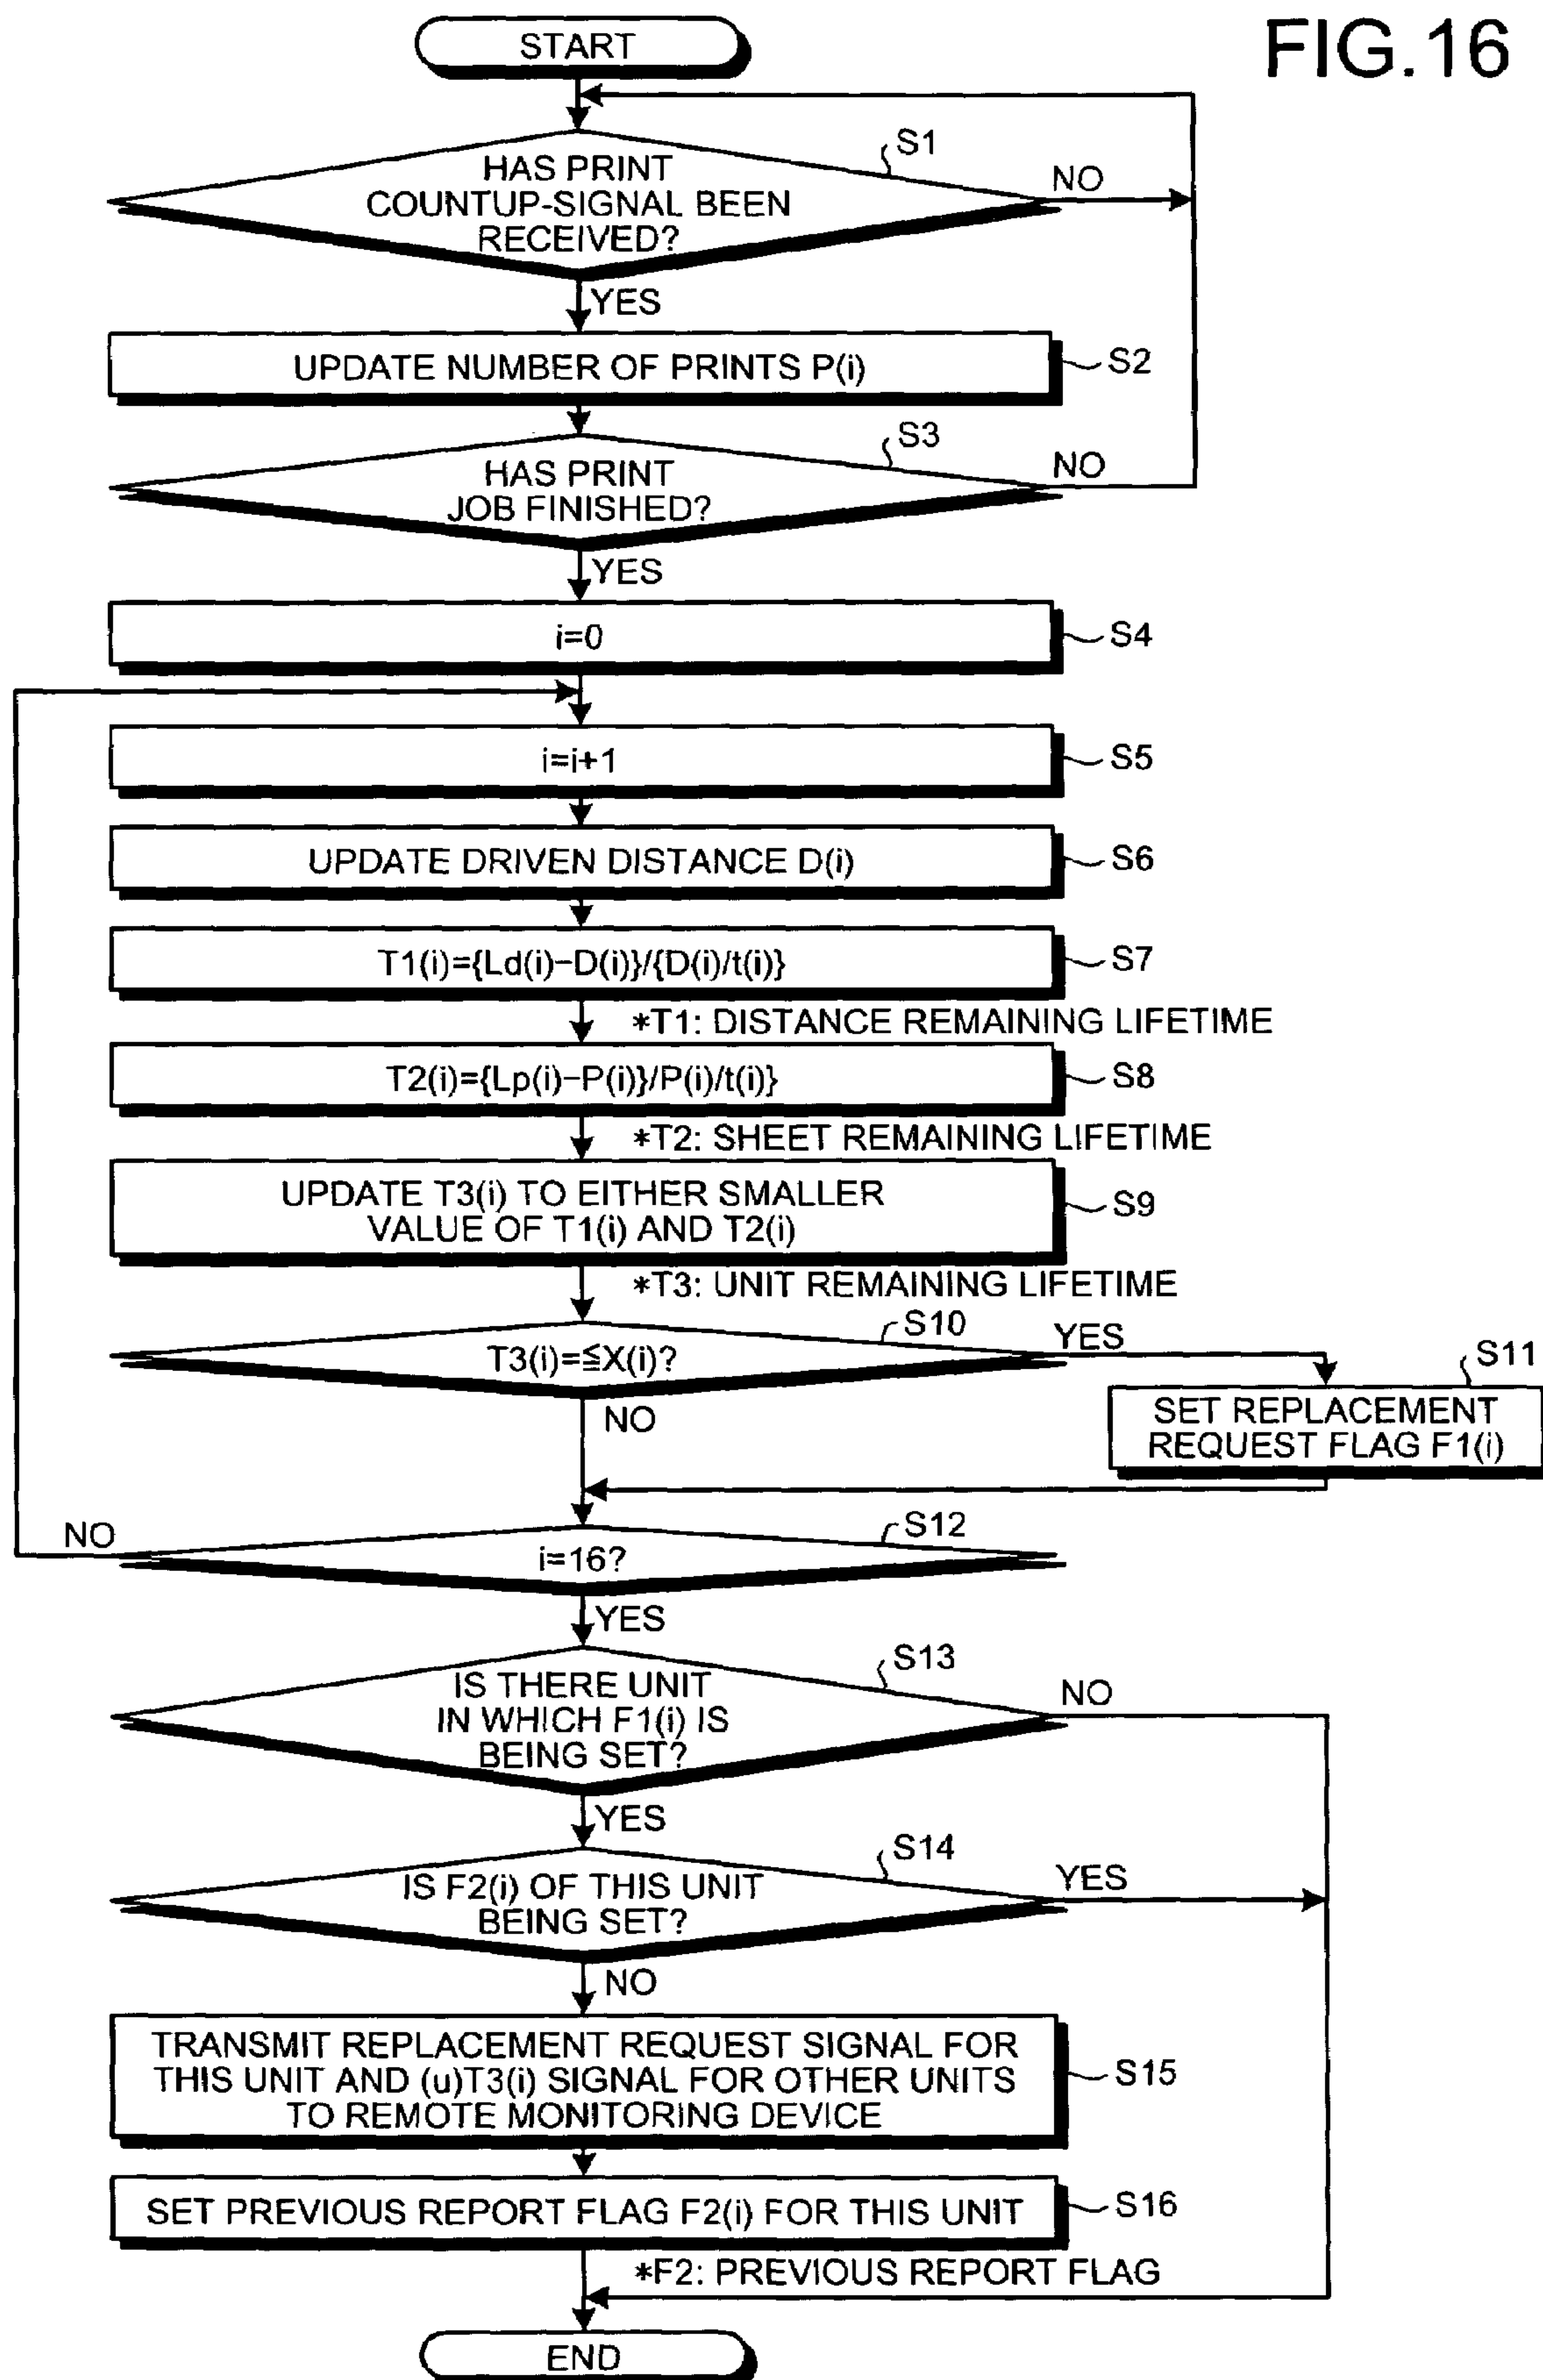 FIG.16
START
HAS PRINT
COUNTUP-SIGNAL BEEN
RECEIVED?
S1
NO
YES
UPDATE NUMBER OF PRINTS P(i)
S2
HAS PRINT
JOB FINISHED?
S3
NO
YES
i=0
S4
i=i+1
S5
UPDATE DRIVEN DISTANCE D(i)
S6
T1(i)={Ld(i)−D(i)}/{D(i)/t(i)}
S7
*T1: DISTANCE REMAINING LIFETIME
T2(i)={Lp(i)−P(i)}/P(i)/t(i)}
S8
*T2: SHEET REMAINING LIFETIME
UPDATE T3(i) TO EITHER SMALLER
VALUE OF T1(i) AND T2(i)
S9
*T3: UNIT REMAINING LIFETIME
T3(i)=≦X(i)?
S10
YES
NO
S11
SET REPLACEMENT
REQUEST FLAG F1(i)
i=16?
S12
NO
YES
IS THERE UNIT
IN WHICH F1(i) IS
BEING SET?
S13
NO
YES
IS F2(i) OF THIS UNIT
BEING SET?
S14
YES
NO
TRANSMIT REPLACEMENT REQUEST SIGNAL FOR
THIS UNIT AND (u)T3(i) SIGNAL FOR OTHER UNITS
TO REMOTE MONITORING DEVICE
S15
SET PREVIOUS REPORT FLAG F2(i) FOR THIS UNIT
S16
*F2: PREVIOUS REPORT FLAG
END